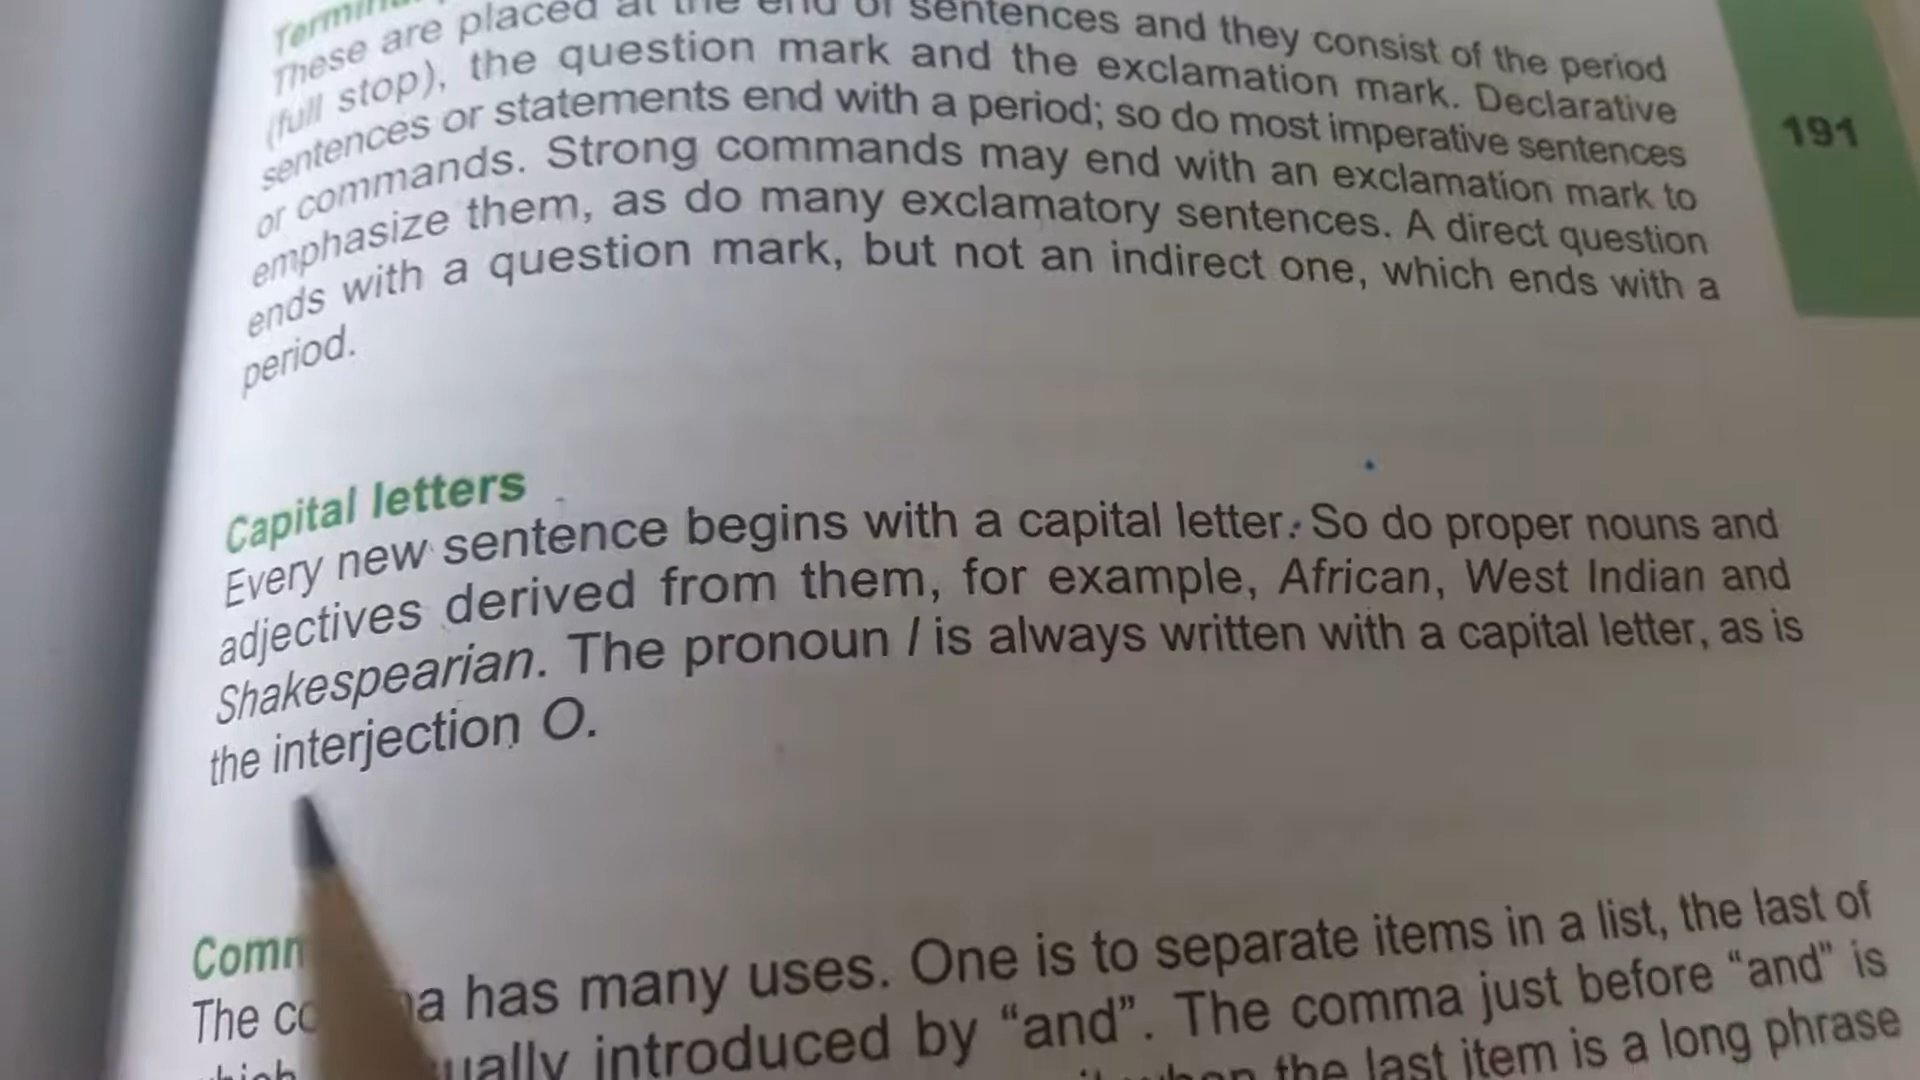 These are placed at the end of sentences and they consist of the period
(full stop), the question mark and the exclamation mark. Declarative
sentences or statements end with a period; so do most imperative sentences
or commands. Strong commands may end with an exclamation mark to
emphasize them, as do many exclamatory sentences. A direct question
ends with a question mark, but not an indirect one, which ends with a
period.
191
Capital letters
Every new sentence begins with a capital letter. So do proper nouns and
adjectives derived from them, for example, African, West Indian and
Shakespearian. The pronoun I is always written with a capital letter, as is
the interjection O.
The has many uses. One is to separate items in a list, the last of
introduced by “and”. The comma just before “and” is
the last item is a long phrase